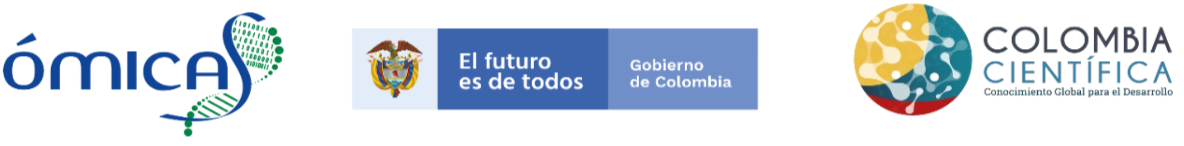 ómicas
El futuro
es de todos
Gobierno
de Colombia
COLOMBIA
CIENTÍFICA
Conocimiento Global para el Desarrollo